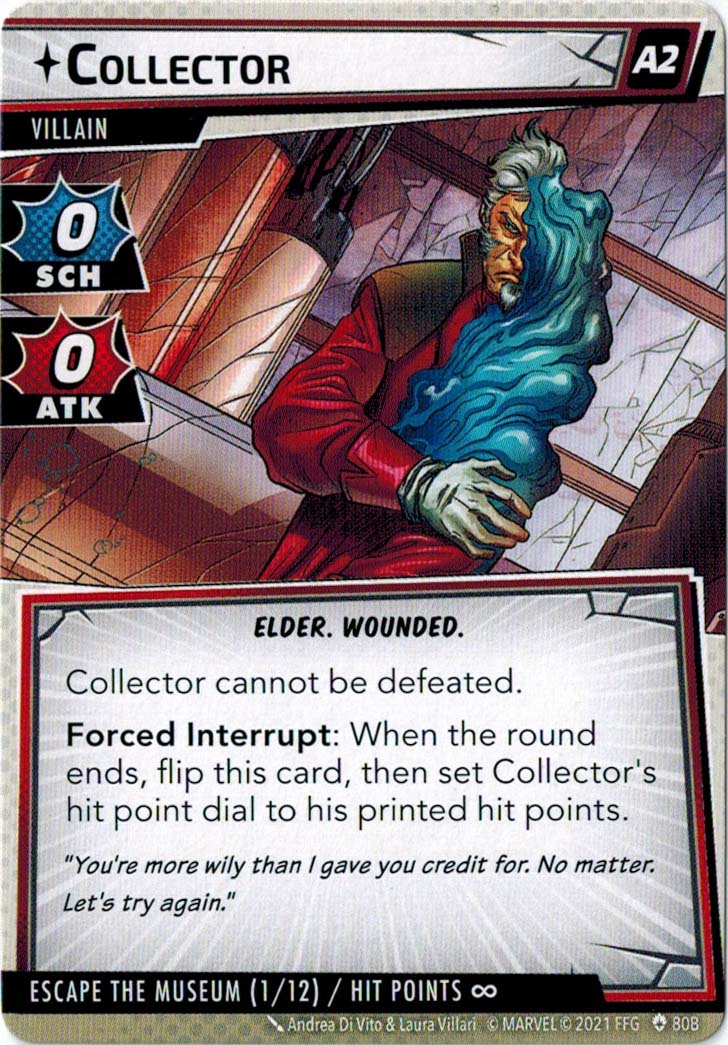 COLLECTOR
A2
VILLAIN
0
SCH
0
ATK
ELDER. WOUNDED.
Collector cannot be defeated.
Forced Interrupt: When the round
ends, flip this card, then set Collector's
hit point dial to his printed hit points.
"You're more wily than I gave you credit for. No matter.
Let's try again."
ESCAPE THE MUSEUM (1/12) / HIT POINTS ∞
Andrea Di Vito & Laura Villari © MARVEL © 2021 FFG 808